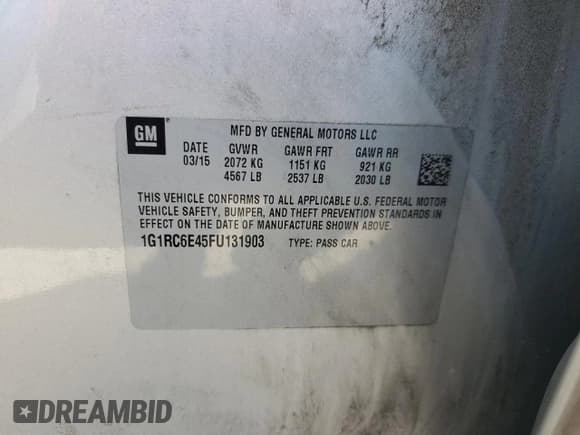 GM
MFD BY GENERAL MOTORS LLC
DATE GVWR GAWR FRT GAWR RR
03/15 2072 KG 1151 KG 921 KG
4567 LB 2537 LB 2030 LB
THIS VEHICLE CONFORMS TO ALL APPLICABLE U.S. FEDERAL MOTOR
VEHICLE SAFETY, BUMPER, AND THEFT PREVENTION STANDARDS IN
EFFECT ON THE DATE OF MANUFACTURE SHOWN ABOVE.
1G1RC6E45FU131903 TYPE: PASS CAR
DREAMBID